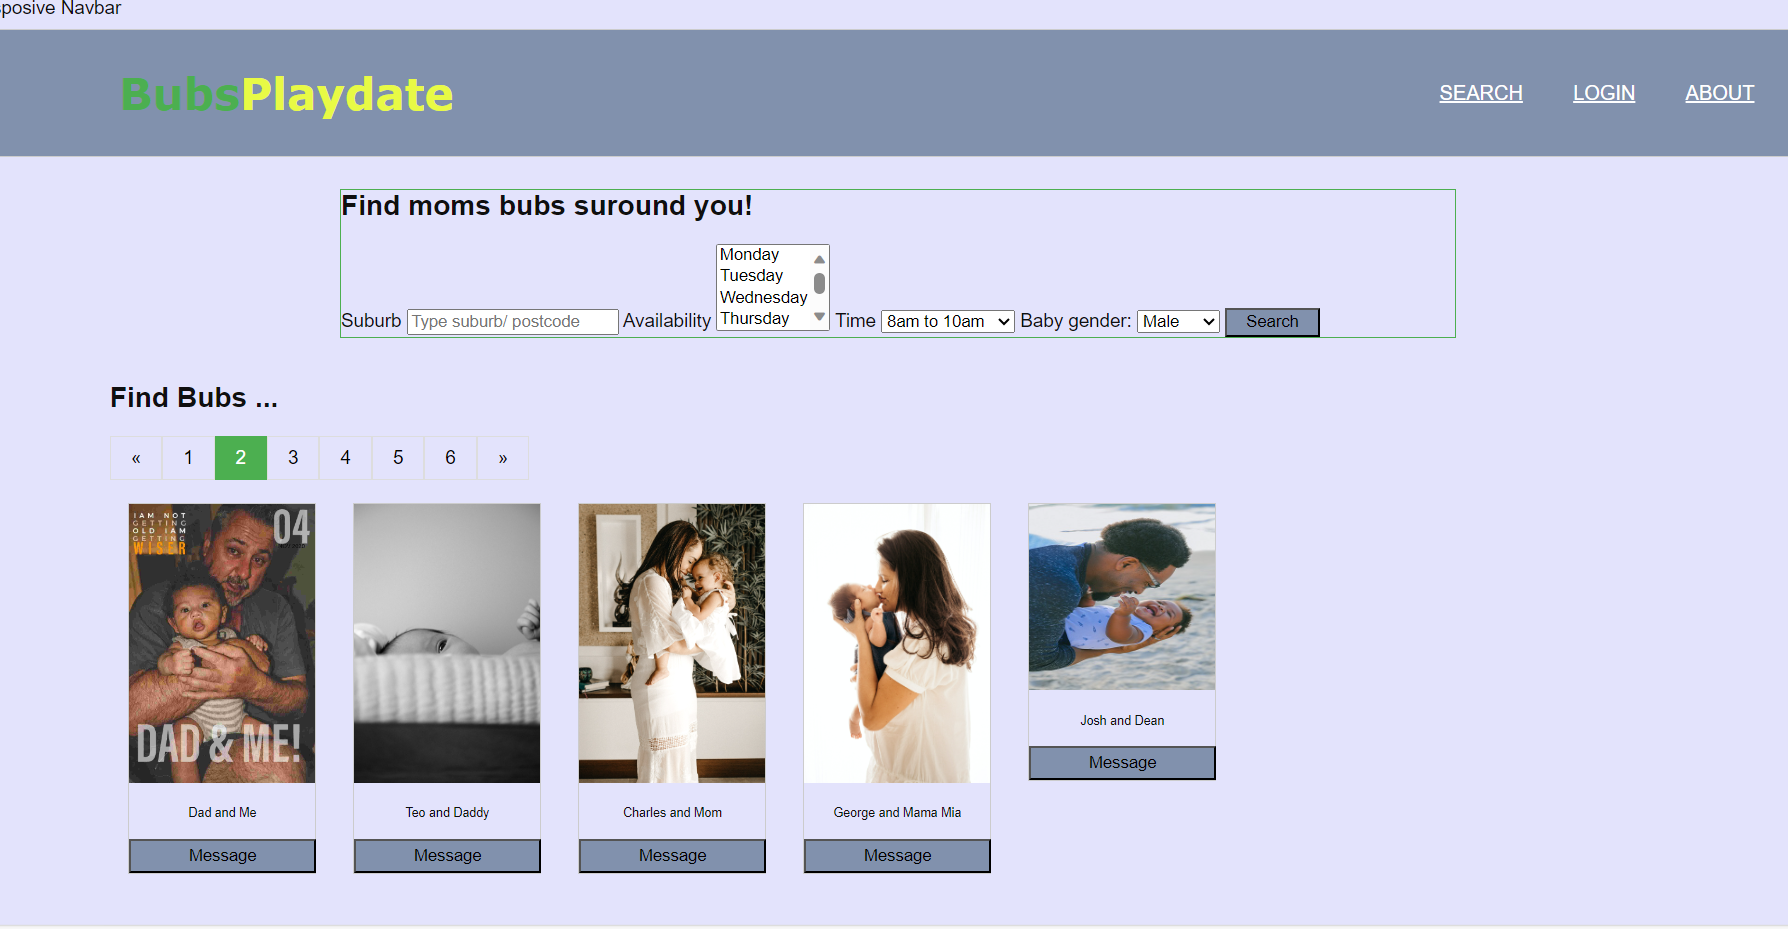 sposive Navbar
BubsPlaydate
SEARCH LOGIN ABOUT
Find moms bubs suround you!
Monday
Tuesday
Wednesday
Thursday
Suburb Type suburb/ postcode Availability Time 8am to 10am Baby gender: Male Search
Find Bubs ...
« 1 2 3 4 5 6 »
I AM NOT
GETTING
OLD I AM
GETTING
WISER
04
DAD & ME!
Dad and Me
Message
Teo and Daddy
Message
Charles and Mom
Message
George and Mama Mia
Message
Josh and Dean
Message